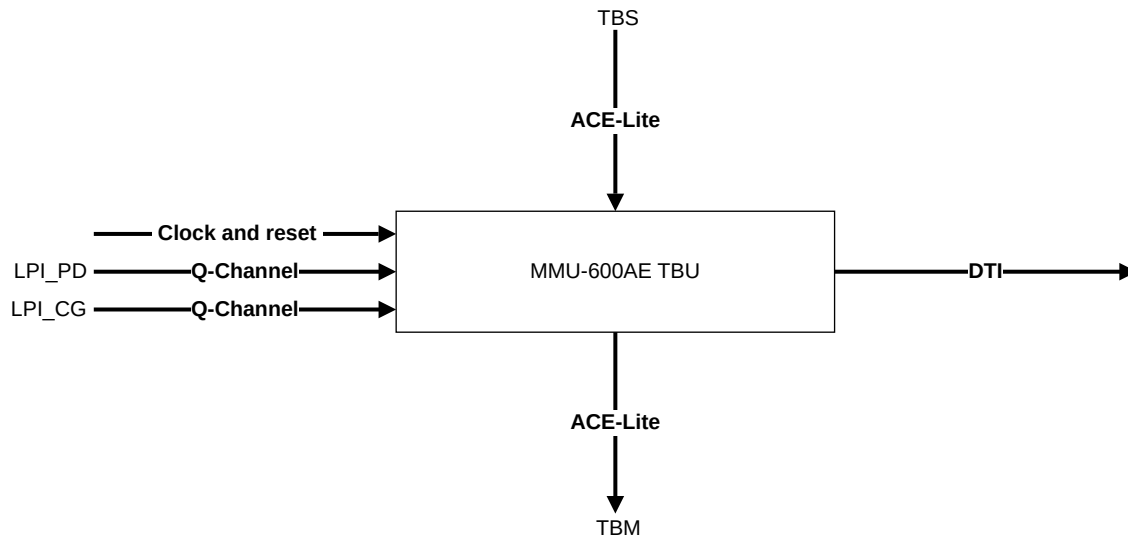 TBS
ACE-Lite
Clock and reset
LPI_PD Q-Channel MMU-600AE TBU DTI
LPI_CG Q-Channel
ACE-Lite
TBM